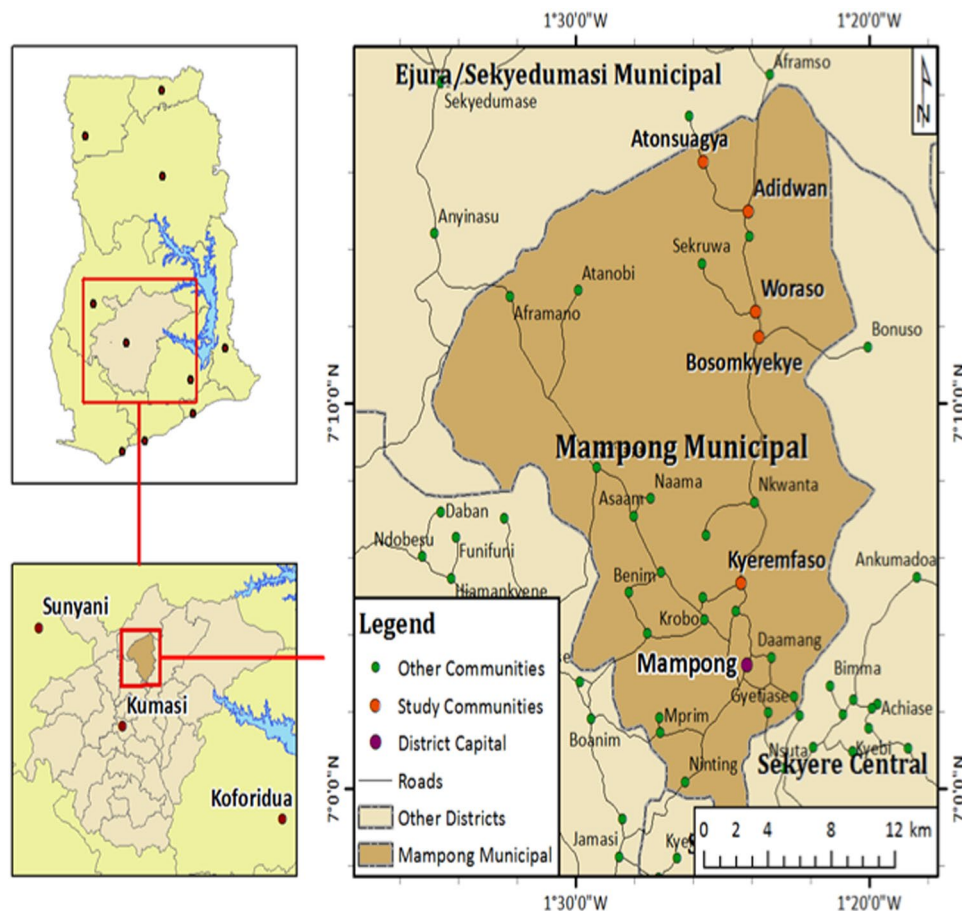 1°30'0"W
1°20'0"W
Ejura/Sekyedumasi Municipal
Aframso
Sekyedumase
Atonsuagya
Adidwan
Anyinasu
Sekruwa
Atanobi
Woraso
Aframano
Bonuso
Bosomkyekye
7°10'0"N
7°10'0"N
Mampong Municipal
Naama
Asaam
Nkwanta
Daban
Ndobesu
Funifuni
Kyeremfaso
Ankumadoa
Benim
Sunyani
Krobo
Legend
Daamang
Other Communities
Mampong
Bimma
Kumasi
Gyetiase
Study Communities
Mprim
Achiase
District Capital
Boanim
Nsuta
Kyebi
Roads
Ninting
Sekyere Central
Koforidua
7°0'0"N
7°0'0"N
Other Districts
Jamasi
0 2 4 8 12 km
Mampong Municipal
1°30'0"W
1°20'0"W